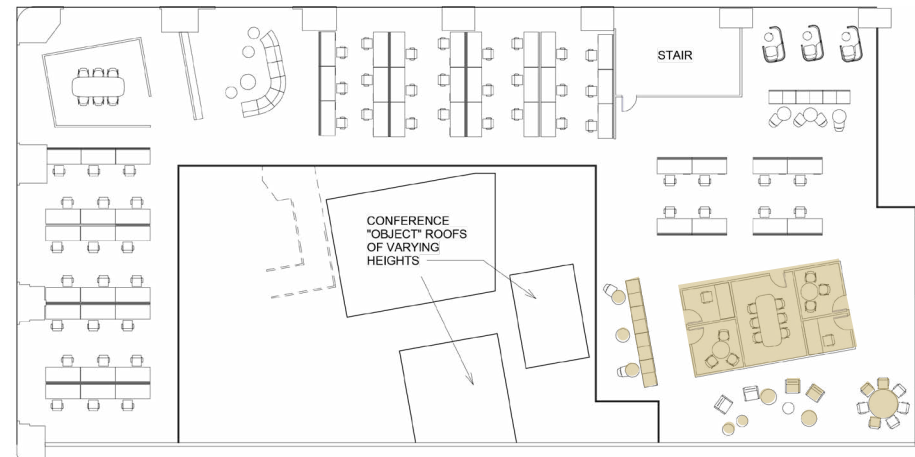 STAIR
CONFERENCE
"OBJECT" ROOFS
OF VARYING
HEIGHTS